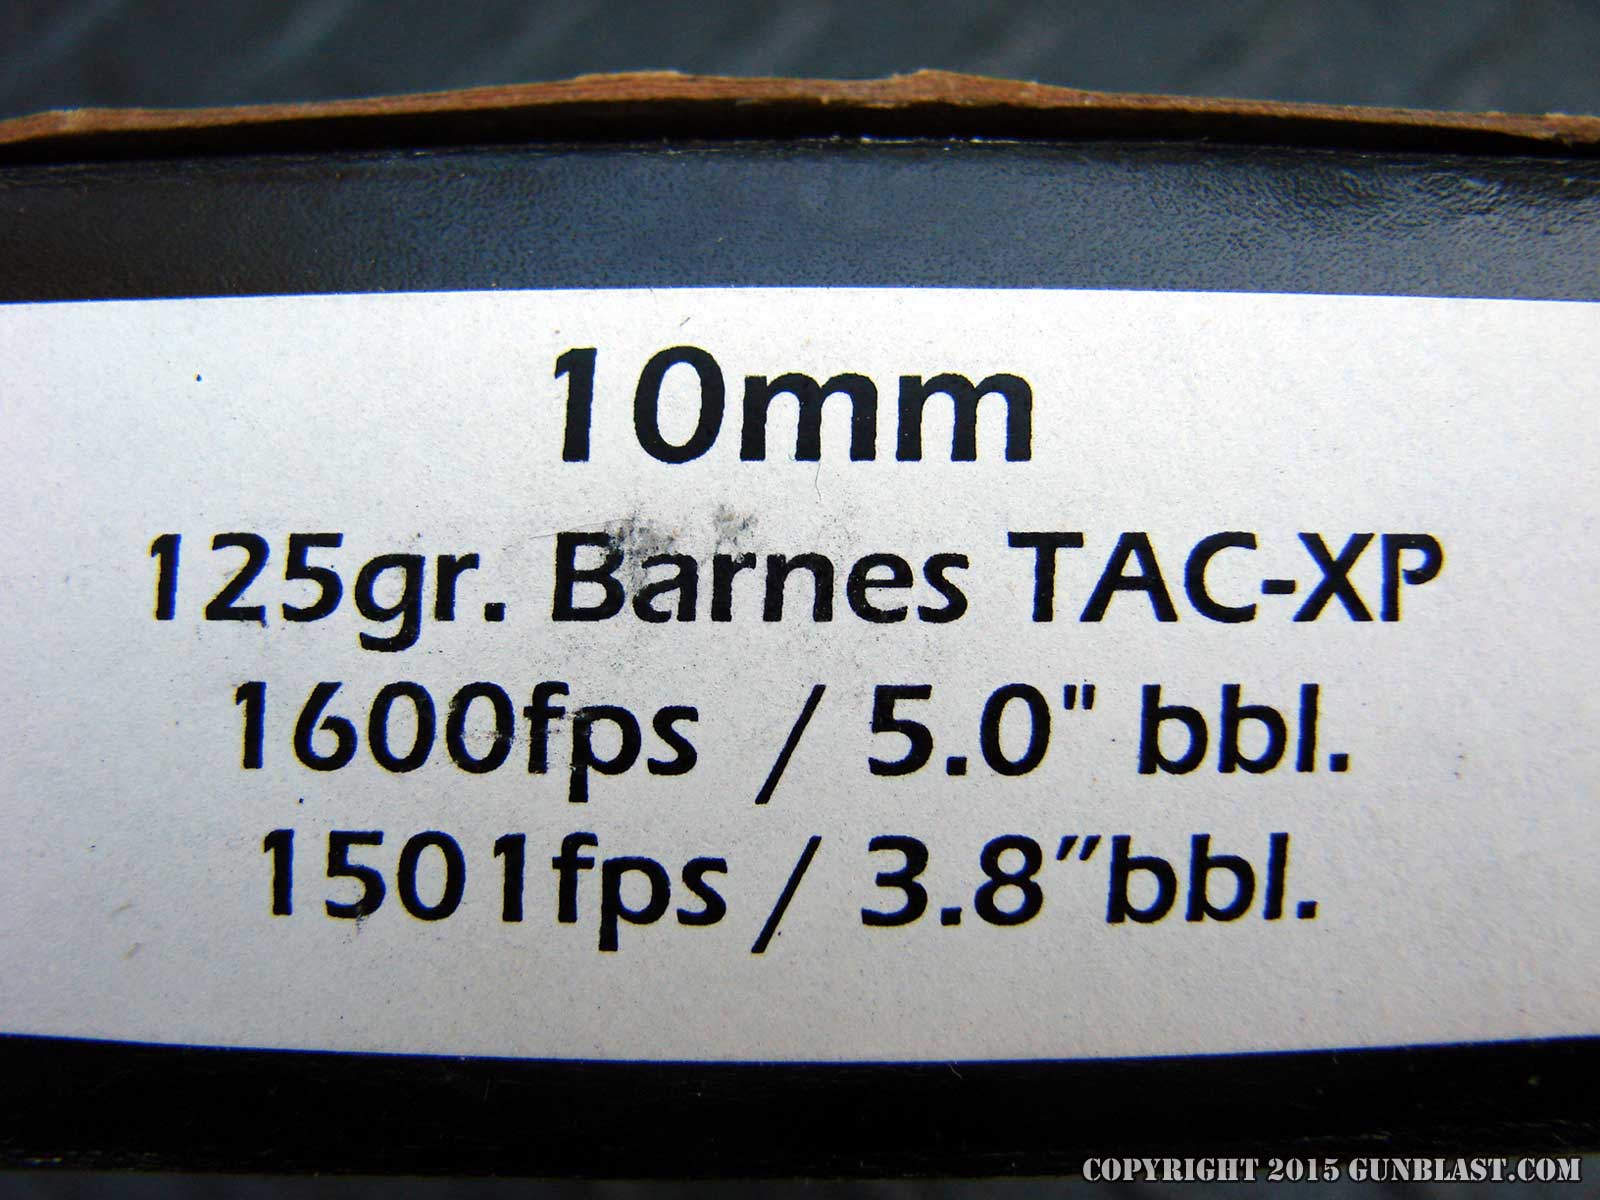 10mm
125gr. Barnes TAC-XP
1600fps / 5.0" bbl.
1501fps / 3.8"bbl.
COPYRIGHT 2015 GUNBLAST.COM